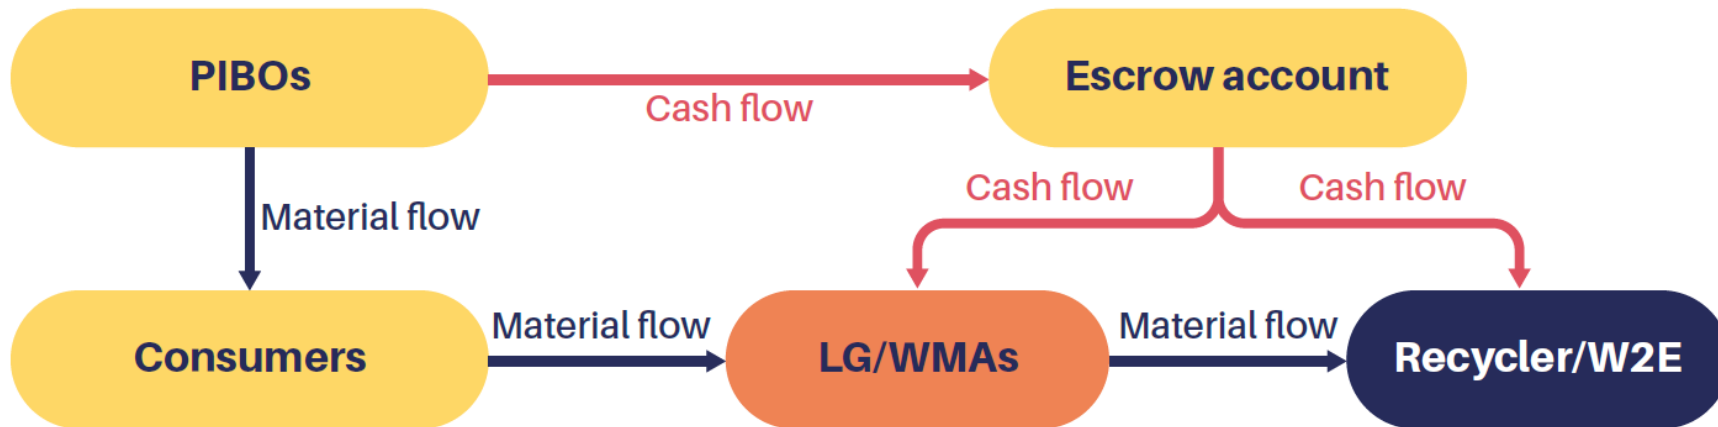 PIBOs
Escrow account
Cash flow
Cash flow
Cash flow
Material flow
Consumers
Material flow
LG/WMAs
Material flow
Recycler/W2E